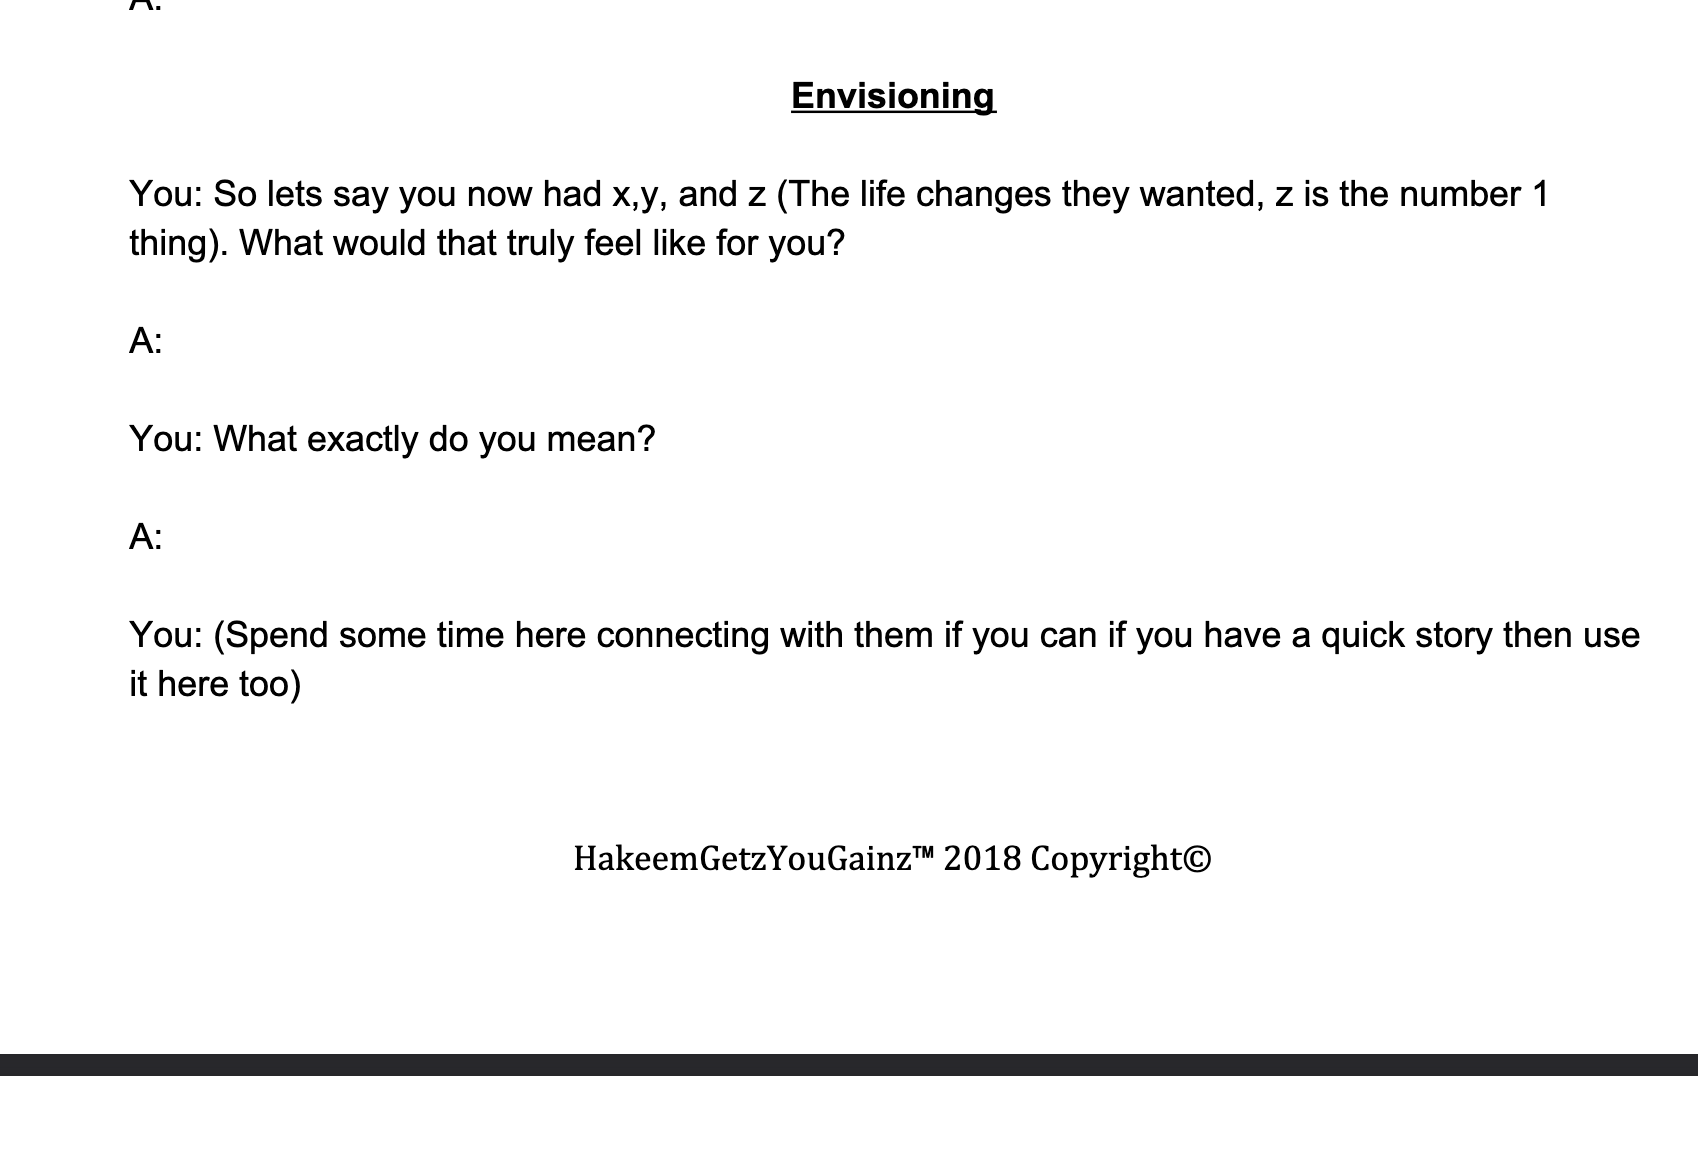 A:
Envisioning
You: So lets say you now had x,y, and z (The life changes they wanted, z is the number 1
thing). What would that truly feel like for you?
A:
You: What exactly do you mean?
A:
You: (Spend some time here connecting with them if you can if you have a quick story then use
it here too)
HakeemGetzYouGainz™ 2018 Copyright©